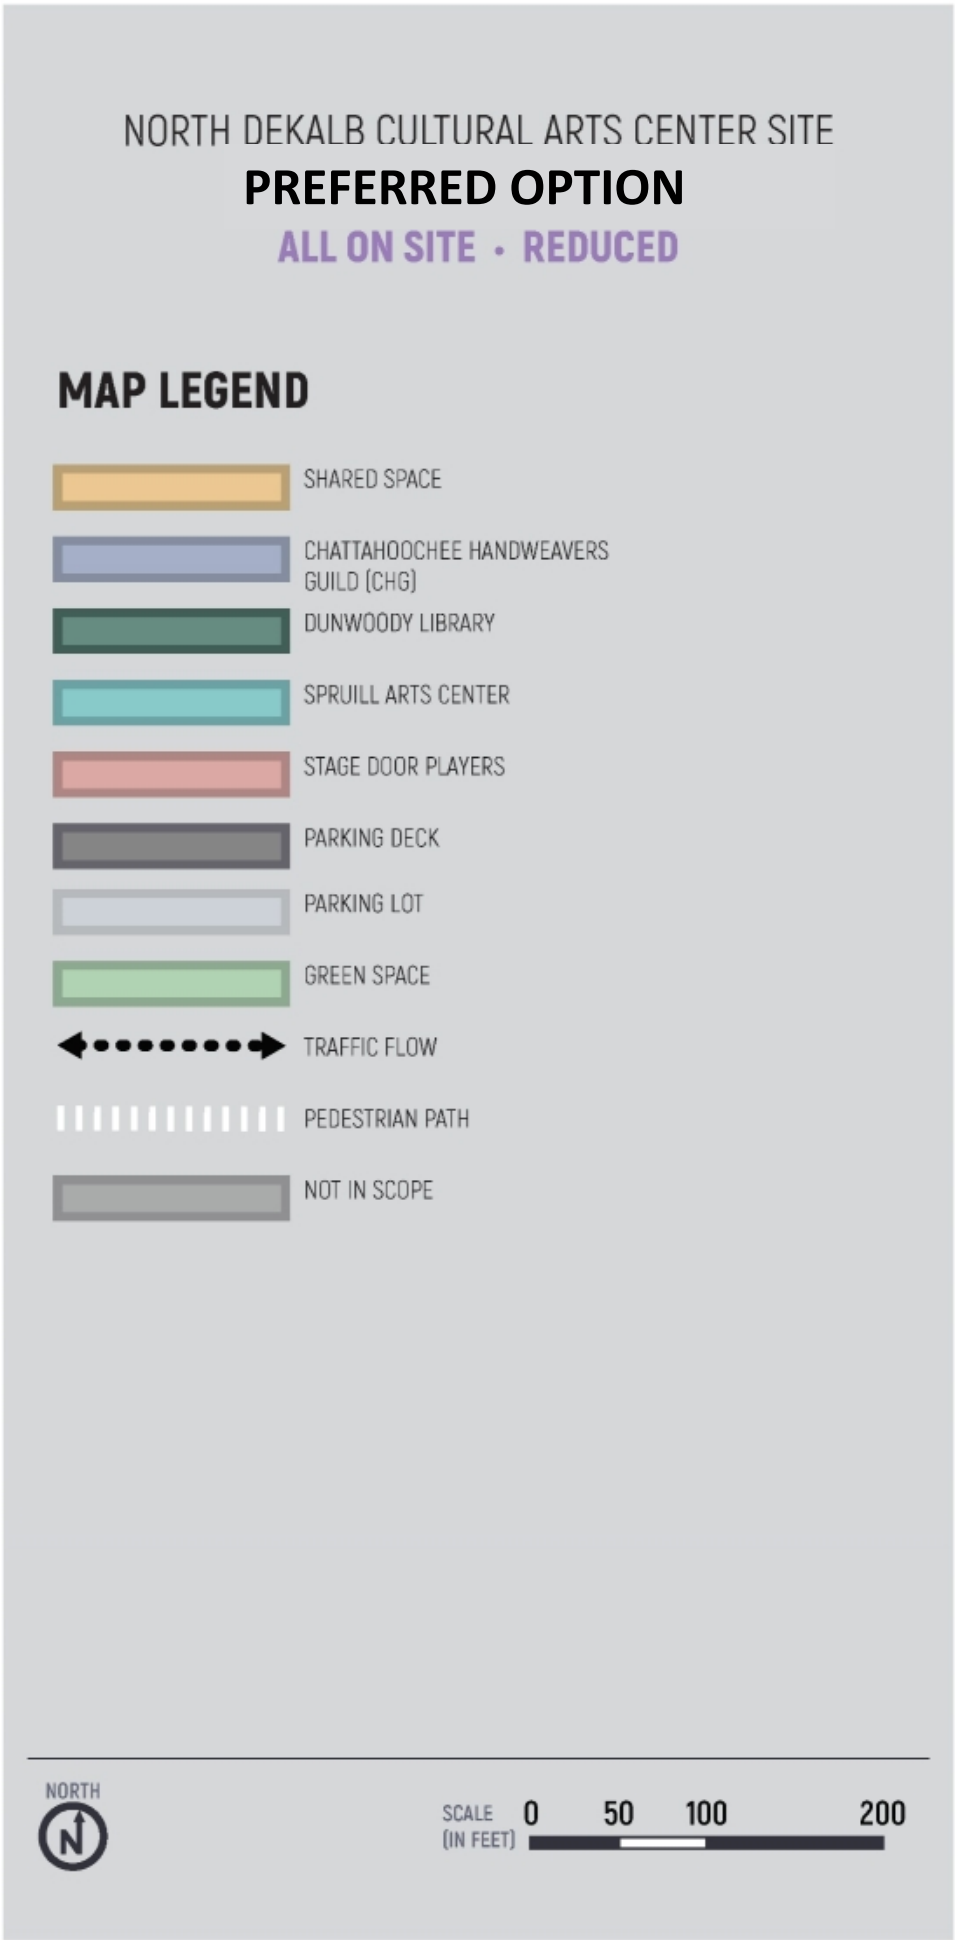 NORTH DEKALB CULTURAL ARTS CENTER SITE
PREFERRED OPTION
ALL ON SITE • REDUCED
MAP LEGEND
SHARED SPACE
CHATTAHOOCHEE HANDWEAVERS
GUILD (CHG)
DUNWOODY LIBRARY
SPRUILL ARTS CENTER
STAGE DOOR PLAYERS
PARKING DECK
PARKING LOT
GREEN SPACE
TRAFFIC FLOW
PEDESTRIAN PATH
NOT IN SCOPE
NORTH
N
SCALE 0 50 100 200
(IN FEET)